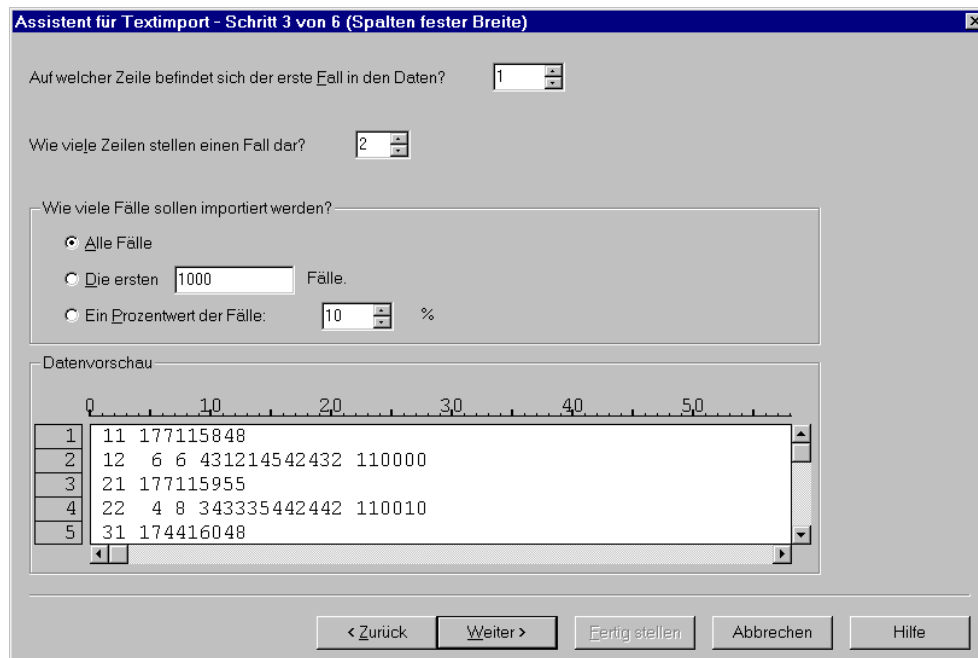 Assistent für Textimport - Schritt 3 von 6 (Spalten fester Breite)
Auf welcher Zeile befindet sich der erste Fall in den Daten? 1
Wie viele Zeilen stellen einen Fall dar? 2
Wie viele Fälle sollen importiert werden?
Alle Fälle
Die ersten 1000 Fälle.
Ein Prozentwert der Fälle: 10 %
Datenvorschau
0 10 20 30 40 50
1 11 177115848
2 12  6 6 431214542432 110000
3 21 177115955
4 22  4 8 343335442442 110010
5 31 174416048
< Zurück Weiter > Fertig stellen Abbrechen Hilfe